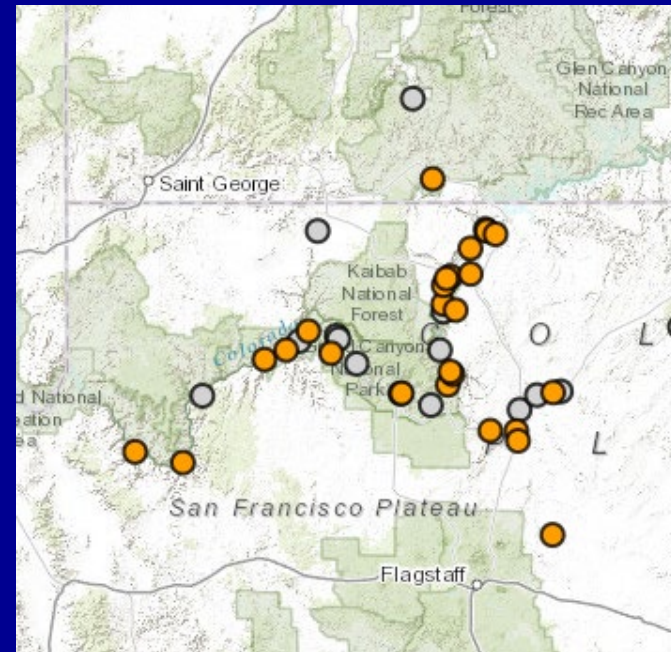 Forest
Glen Canyon
National
Rec Area
Saint George
Kaibab
National
Forest
Colorado
Canyon
National
Park
O
L
d National
eation
ea
L
San Francisco Plateau
Flagstaff